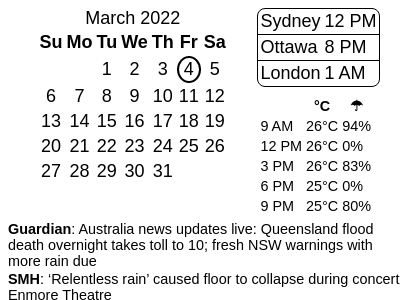 March 2022
Su Mo Tu We Th Fr Sa
1 2 3 4 5
6 7 8 9 10 11 12
13 14 15 16 17 18 19
20 21 22 23 24 25 26
27 28 29 30 31
Sydney 12 PM
Ottawa 8 PM
London 1 AM
°C ☂
9 AM 26°C 94%
12 PM 26°C 0%
3 PM 26°C 83%
6 PM 25°C 0%
9 PM 25°C 80%
Guardian: Australia news updates live: Queensland flood
death overnight takes toll to 10; fresh NSW warnings with
more rain due
SMH: ‘Relentless rain’ caused floor to collapse during concert
Enmore Theatre